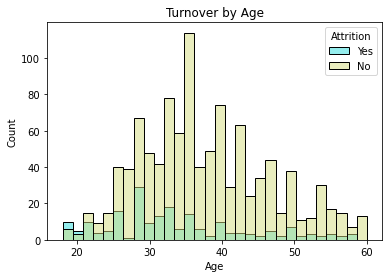 Turnover by Age
Attrition
Yes
No
100
80
60
40
20
0
Count
20 30 40 50 60
Age